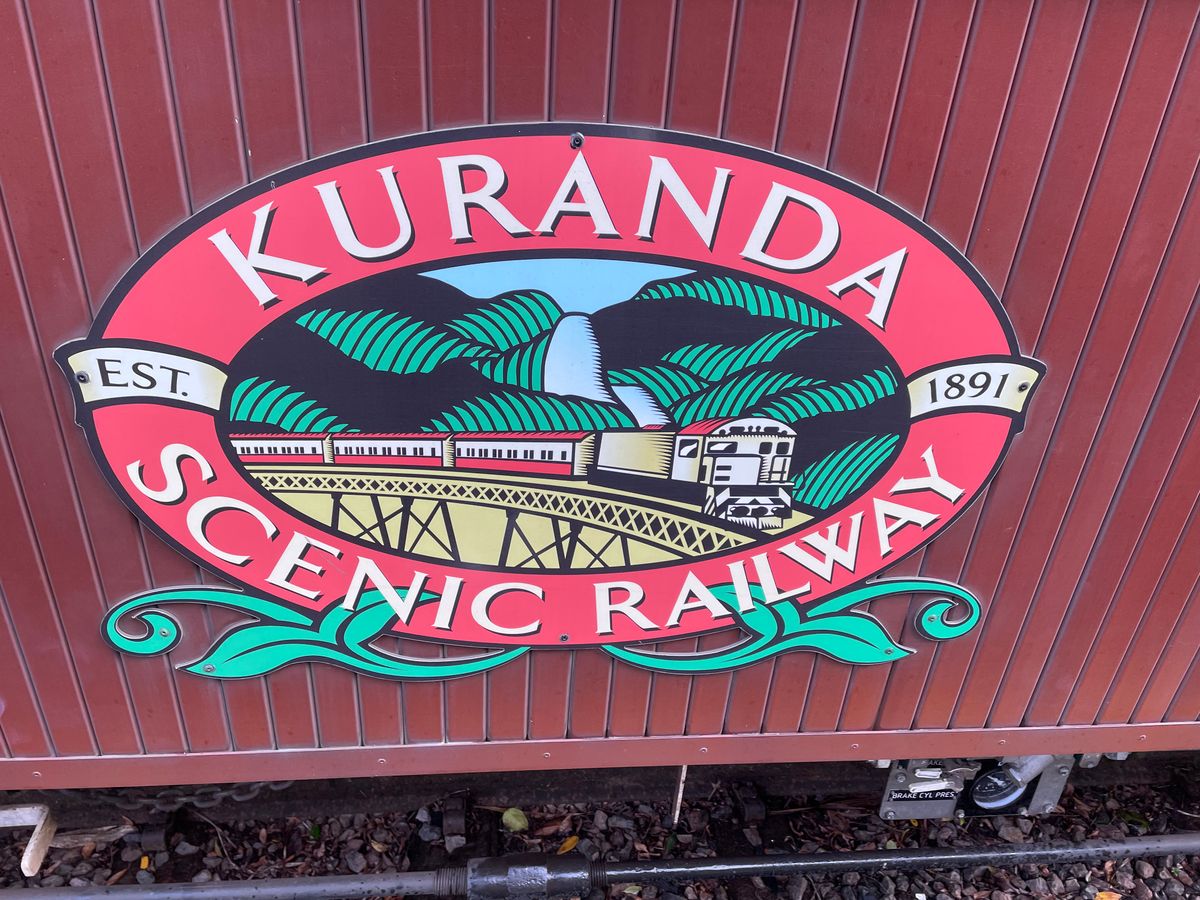 KURANDA
EST. 1891
SCENIC RAILWAY
BRAKE CYL PRES